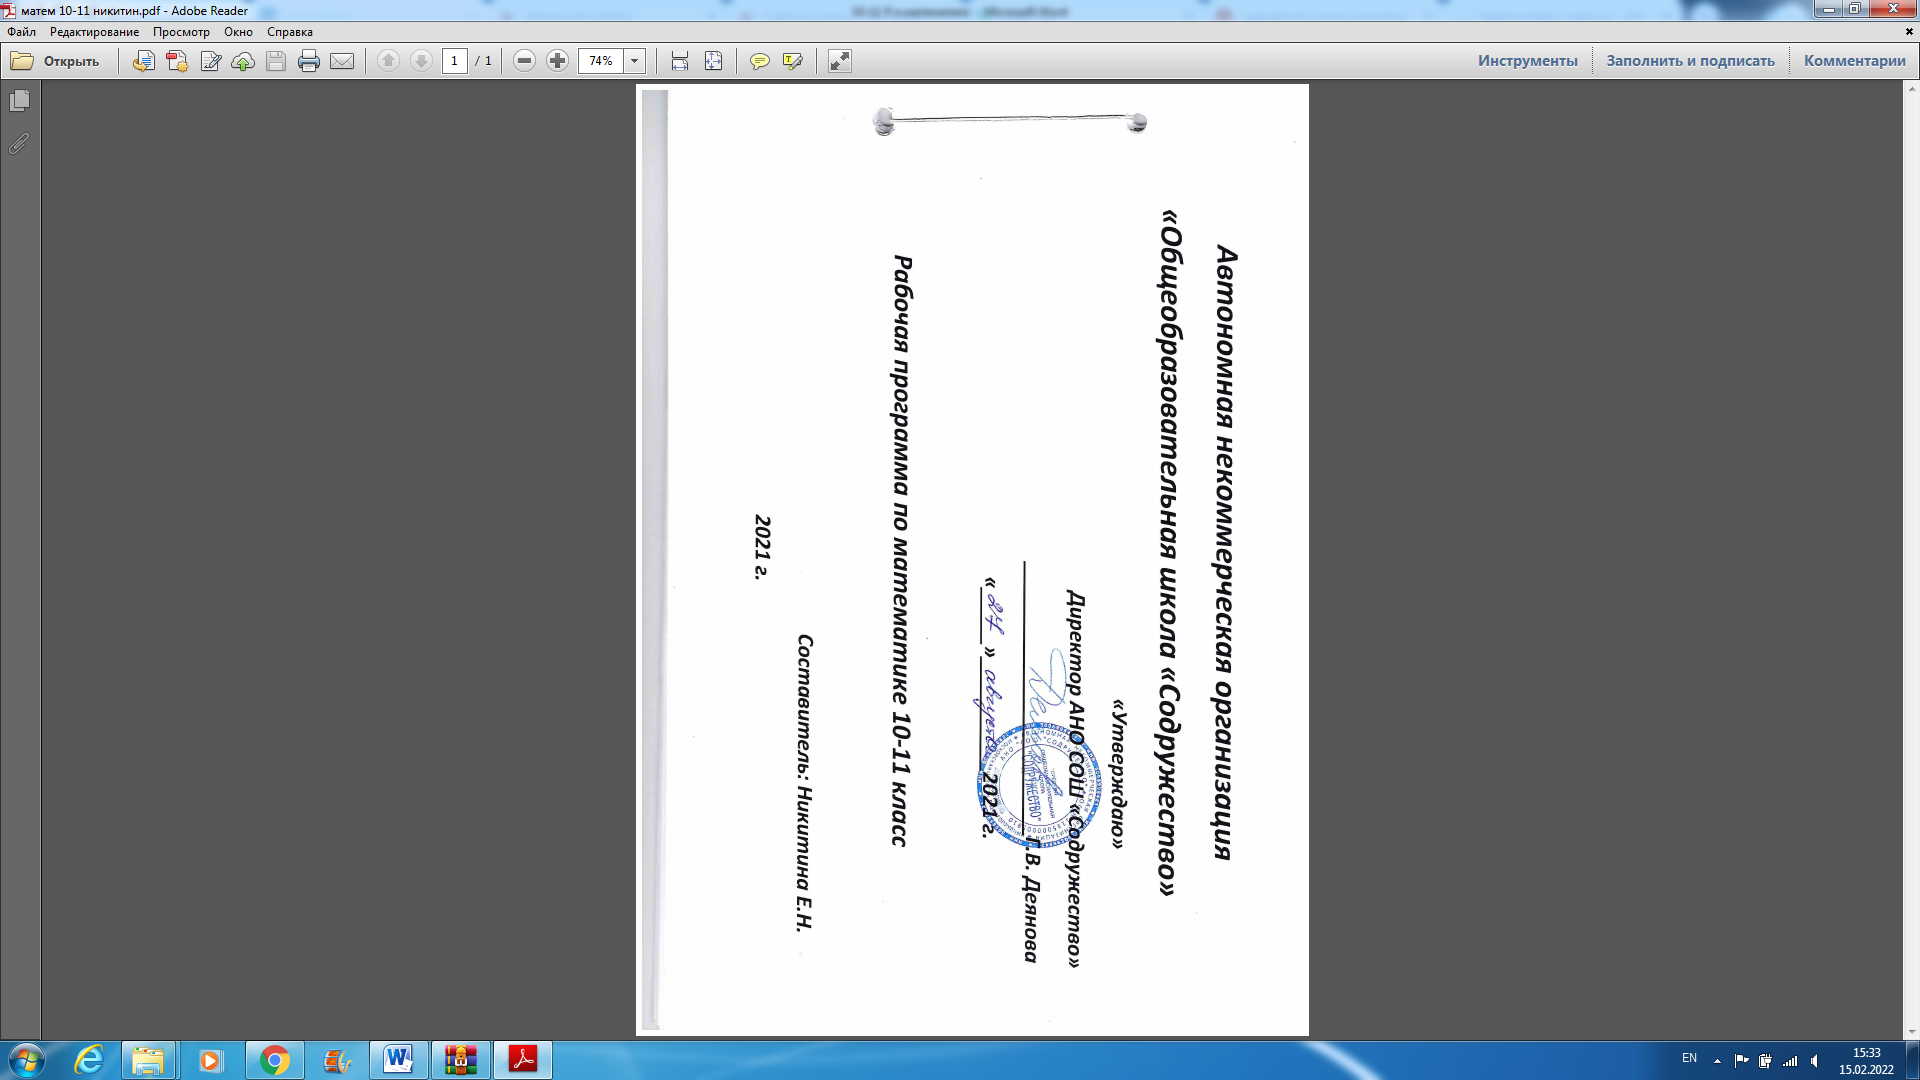 матем 10-11 никитин.pdf - Adobe Reader
Файл Редактирование Просмотр Окно Справка
Открыть 1 / 1 74% Инструменты Заполнить и подписать Комментарии
Автономная некоммерческая организация
«Общеобразовательная школа «Содружество»
«Утверждаю»
Директор АНО СОШ «Содружество»
Г.В. Деянова
« 27 » августа 2021 г.
Рабочая программа по математике 10-11 класс
Составитель: Никитина Е.Н.
2021 г.
EN
15:33
15.02.2022